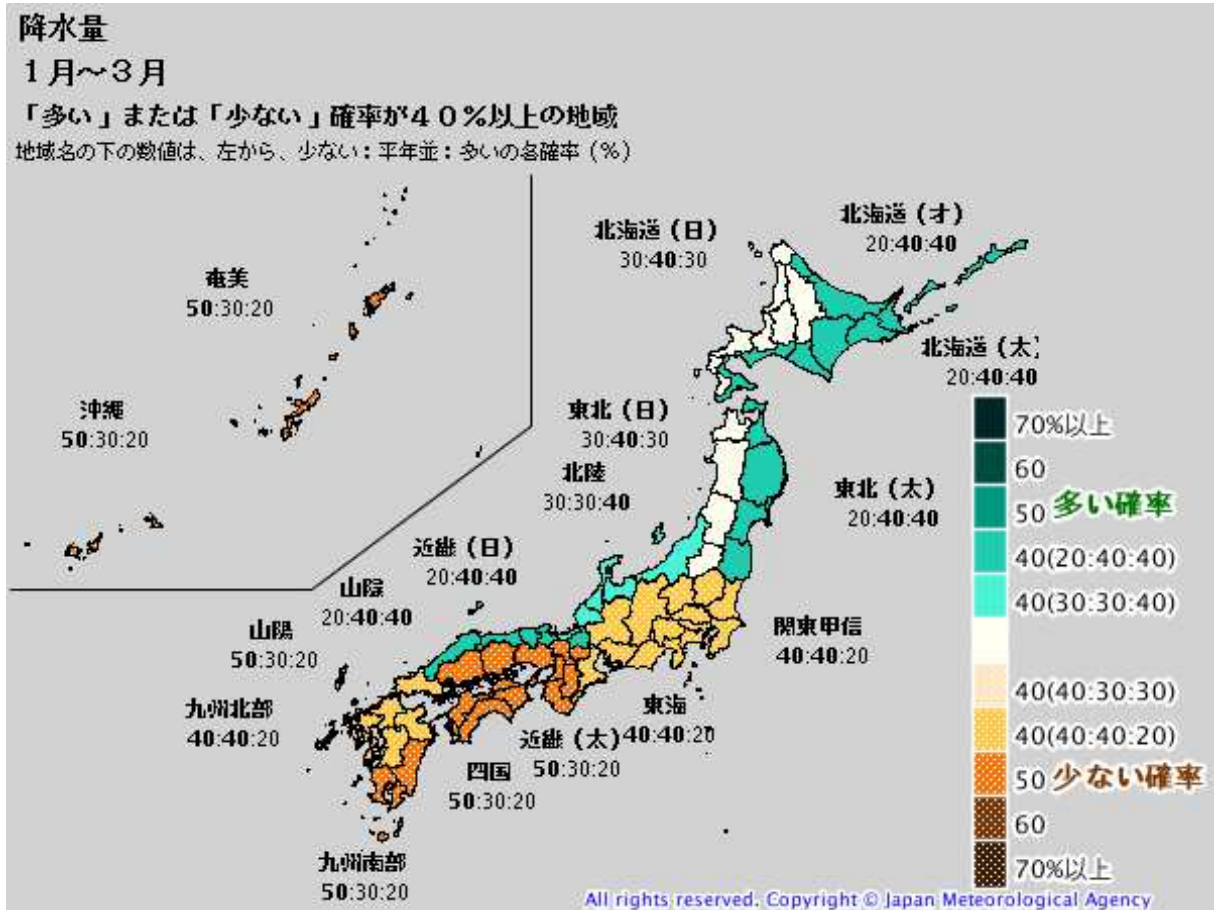 降水量
1月~3月
「多い」または「少ない」確率が40%以上の地域
地域名の下の数値は、左から、少ない:平年並:多いの各確率(%)
北海道(オ)
20:40:40
北海道(日)
30:40:30
奄美
50:30:20
北海道(太)
20:40:40
沖縄
50:30:20
東北(日)
30:40:30
北陸
30:30:40
東北(太)
20:40:40
近畿(日)
20:40:40
山陰
20:40:40
山陽
50:30:20
関東甲信
40:40:20
九州北部
40:40:20
東海
40:40:20
近畿(太)
50:30:20
四国
50:30:20
九州南部
50:30:20
70%以上
60
50 多い確率
40(20:40:40)
40(30:30:40)
40(40:30:30)
40(40:40:20)
50 少ない確率
60
70%以上
All rights reserved. Copyright © Japan Meteorological Agency